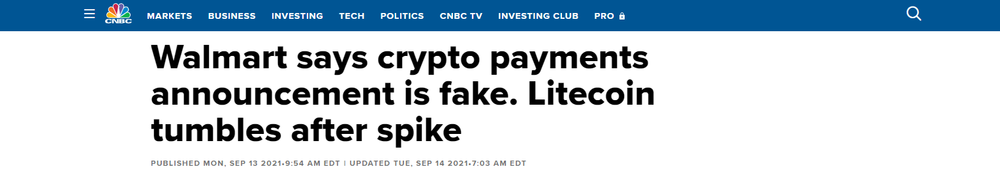 CNBC MARKETS BUSINESS INVESTING TECH POLITICS CNBC TV INVESTING CLUB PRO
Walmart says crypto payments
announcement is fake. Litecoin
tumbles after spike
PUBLISHED MON, SEP 13 2021•9:54 AM EDT | UPDATED TUE, SEP 14 2021•7:03 AM EDT